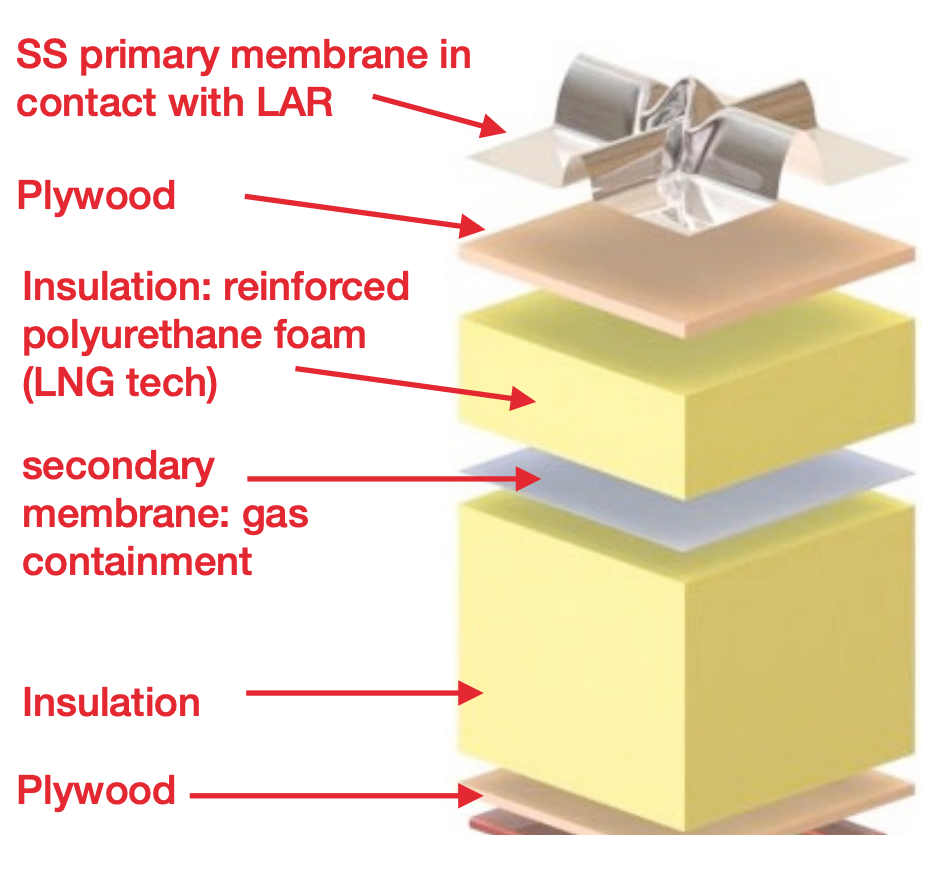 SS primary membrane in
contact with LAR
Plywood
Insulation: reinforced
polyurethane foam
(LNG tech)
secondary
membrane: gas
containment
Insulation
Plywood